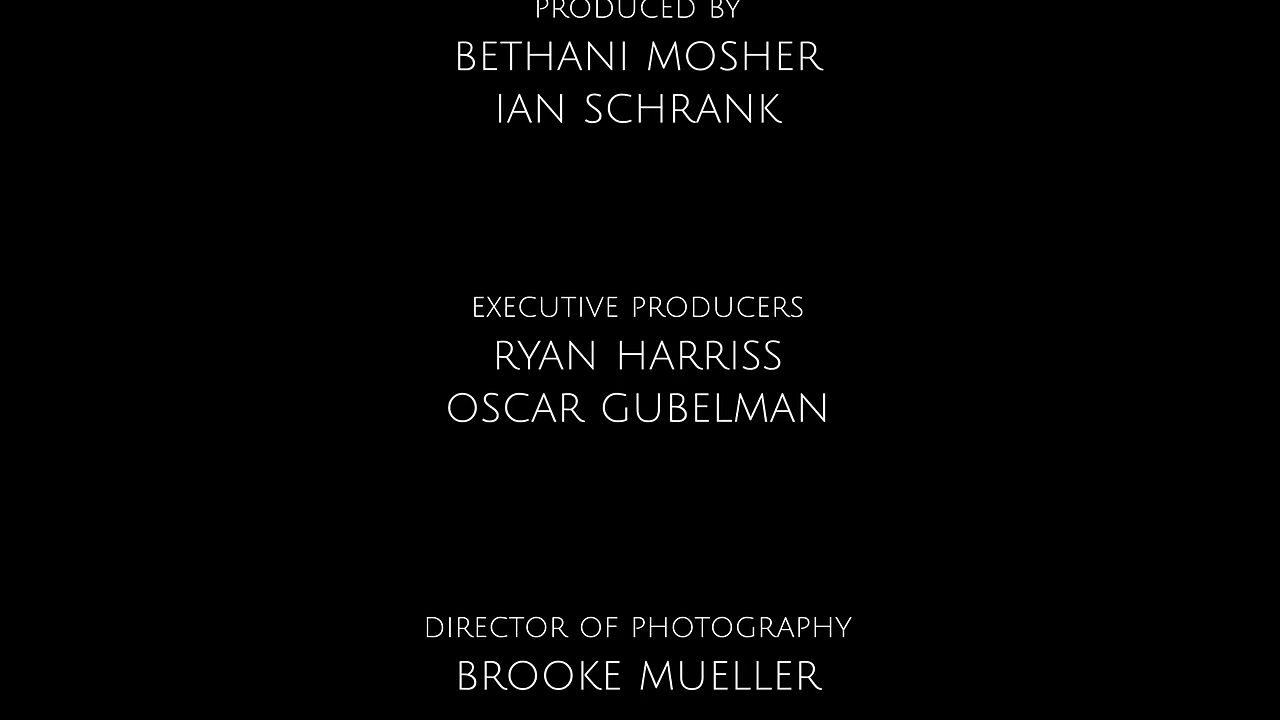 PRODUCED BY
BETHANI MOSHER
IAN SCHRANK
EXECUTIVE PRODUCERS
RYAN HARRISS
OSCAR GUBELMAN
DIRECTOR OF PHOTOGRAPHY
BROOKE MUELLER